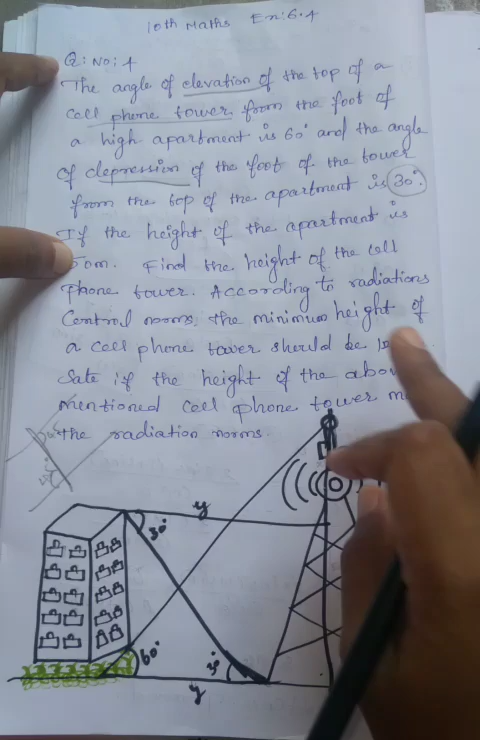 10th Maths Ex: 6.4
Q: No: 4
The angle of elevation of the top of a
cell phone tower from the foot of
a high apartment is 60° and the angle
of depression of the foot of the tower
from the top of the apartment is 30°.
If the height of the apartment is
50m. Find the height of the cell
Phone tower. According to radiations
Control norms, the minimum height of
a cell phone tower should be
Sate if the height of the
mentioned cell phone tower
the radiation norms.
30° y
60° 30°
y